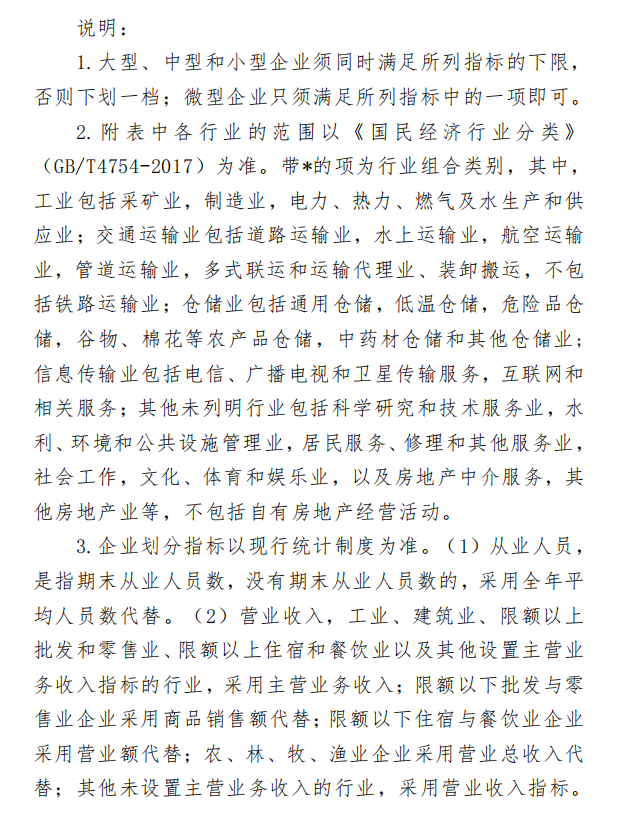 说明：
1.大型、中型和小型企业须同时满足所列指标的下限，
否则下划一档；微型企业只须满足所列指标中的一项即可。
2.附表中各行业的范围以《国民经济行业分类》
（GB/T4754-2017）为准。带*的项为行业组合类别，其中，
工业包括采矿业，制造业，电力、热力、燃气及水生产和供
应业；交通运输业包括道路运输业，水上运输业，航空运输
业，管道运输业，多式联运和运输代理业、装卸搬运，不包
括铁路运输业；仓储业包括通用仓储，低温仓储，危险品仓
储，谷物、棉花等农产品仓储，中药材仓储和其他仓储业；
信息传输业包括电信、广播电视和卫星传输服务，互联网和
相关服务；其他未列明行业包括科学研究和技术服务业，水
利、环境和公共设施管理业，居民服务、修理和其他服务业，
社会工作，文化、体育和娱乐业，以及房地产中介服务，其
他房地产业等，不包括自有房地产经营活动。
3.企业划分指标以现行统计制度为准。（1）从业人员，
是指期末从业人员数，没有期末从业人员数的，采用全年平
均人员数代替。（2）营业收入，工业、建筑业、限额以上
批发和零售业、限额以上住宿和餐饮业以及其他设置主营业
务收入指标的行业，采用主营业务收入；限额以下批发与零
售业企业采用商品销售额代替；限额以下住宿与餐饮业企业
采用营业额代替；农、林、牧、渔业企业采用营业总收入代
替；其他未设置主营业务收入的行业，采用营业收入指标。